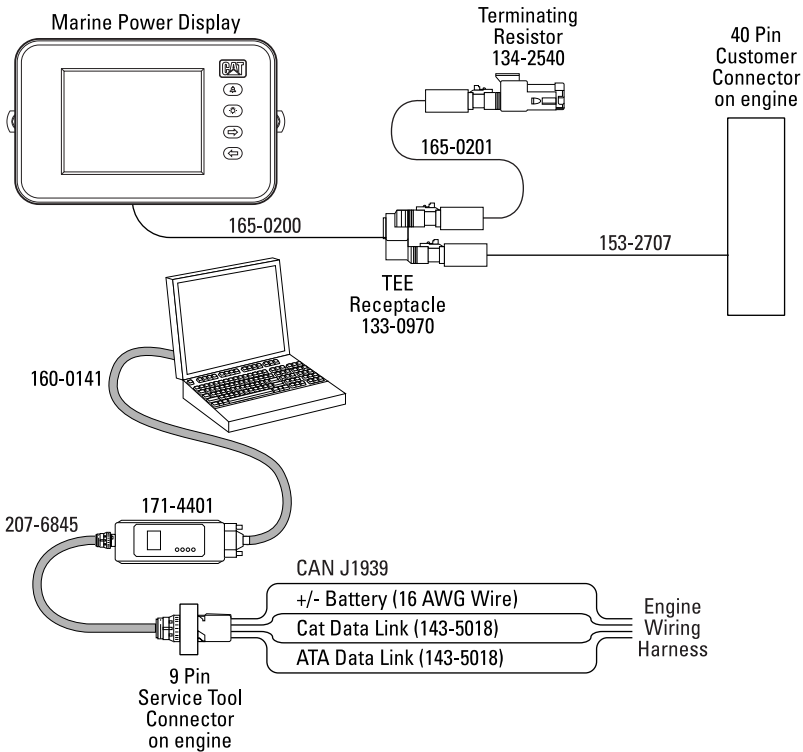 Marine Power Display
CAT
Terminating
Resistor
134-2540
40 Pin
Customer
Connector
on engine
165-0201
165-0200
153-2707
TEE
Receptacle
133-0970
160-0141
171-4401
207-6845
CAN J1939
+/- Battery (16 AWG Wire)
Cat Data Link (143-5018)
ATA Data Link (143-5018)
Engine
Wiring
Harness
9 Pin
Service Tool
Connector
on engine